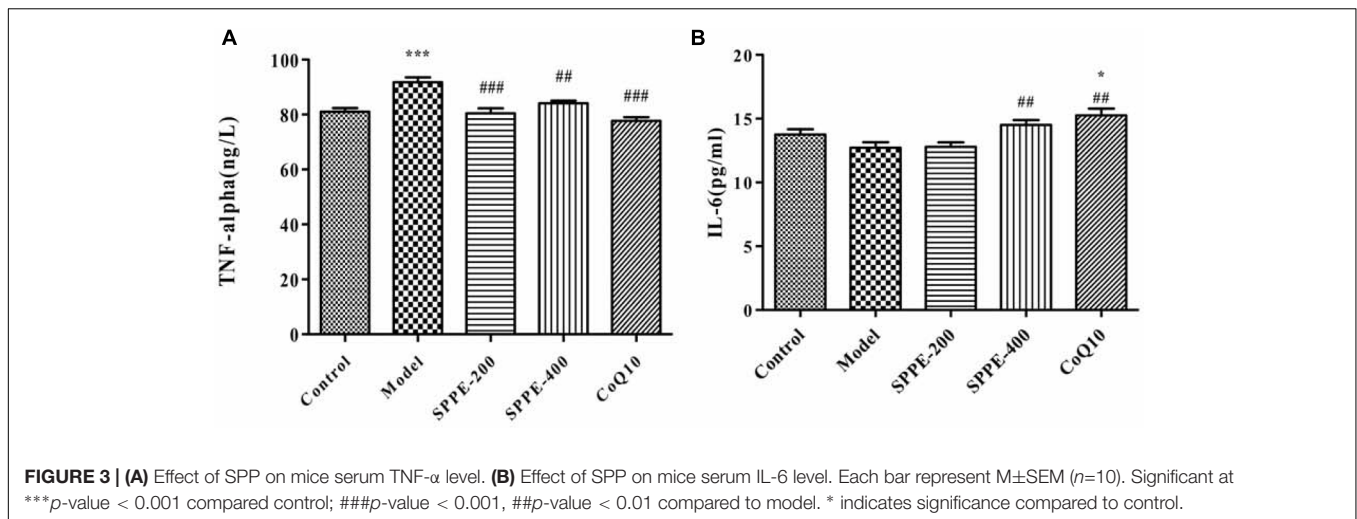 A
TNF-alpha(ng/L)
100
80
60
40
20
0
***
###
##
###
Control
Model
SPPE-200
SPPE-400
CoQ10
B
IL-6(pg/ml)
20
15
10
5
0
##
*
##
Control
Model
SPPE-200
SPPE-400
CoQ10
FIGURE 3 | (A) Effect of SPP on mice serum TNF-α level. (B) Effect of SPP on mice serum IL-6 level. Each bar represent M±SEM (n=10). Significant at
***p-value < 0.001 compared control; ###p-value < 0.001, ##p-value < 0.01 compared to model. * indicates significance compared to control.